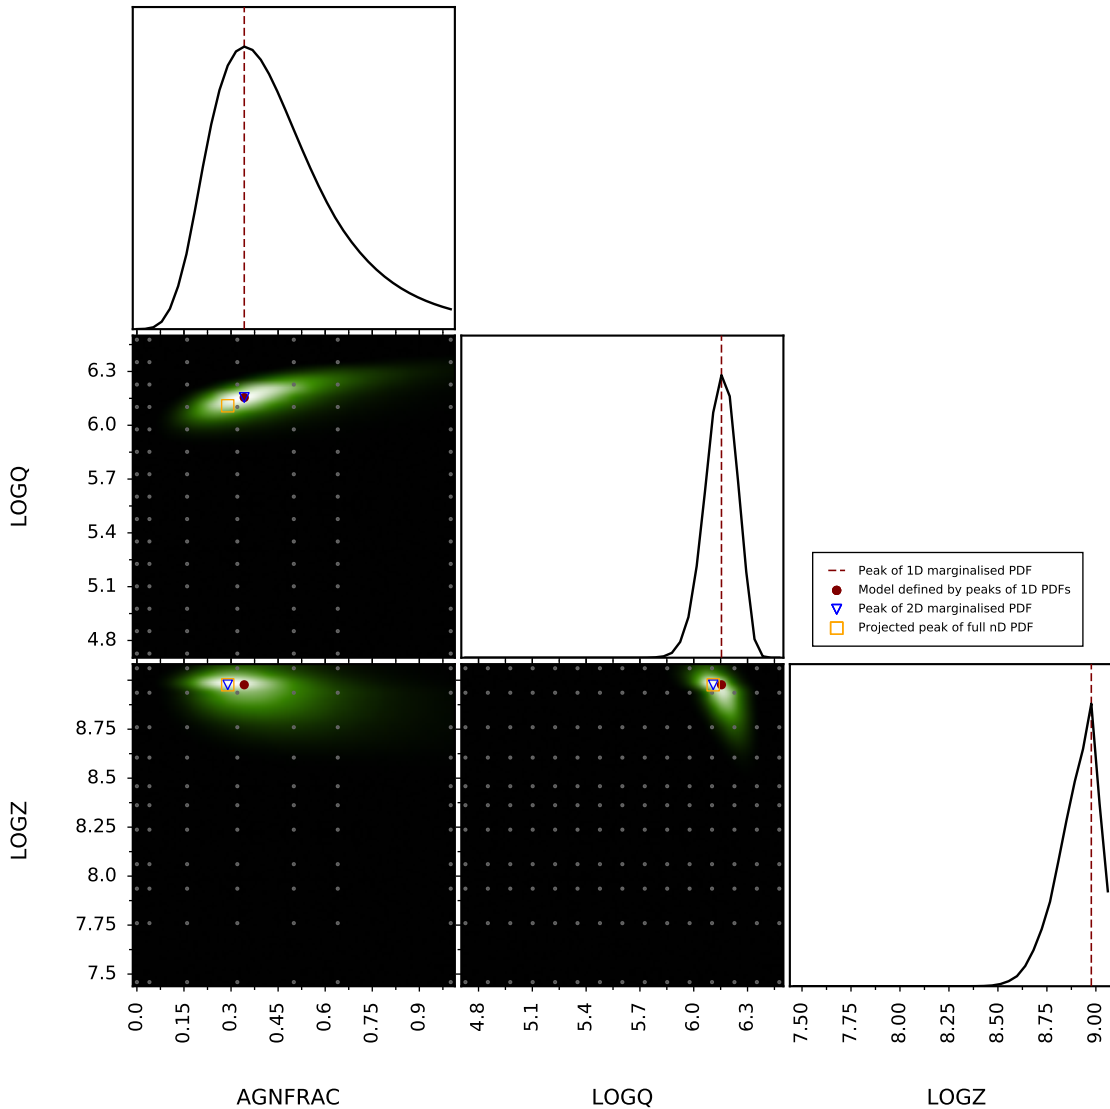 LOGQ
6.3
6.0
5.7
5.4
5.1
4.8
Peak of 1D marginalised PDF
Model defined by peaks of 1D PDFs
Peak of 2D marginalised PDF
Projected peak of full nD PDF
LOGZ
8.75
8.5
8.25
8.0
7.75
7.5
0.0 0.15 0.3 0.45 0.6 0.75 0.9
4.8 5.1 5.4 5.7 6.0 6.3
7.50 7.75 8.00 8.25 8.50 8.75 9.00
AGNFRAC LOGQ LOGZ